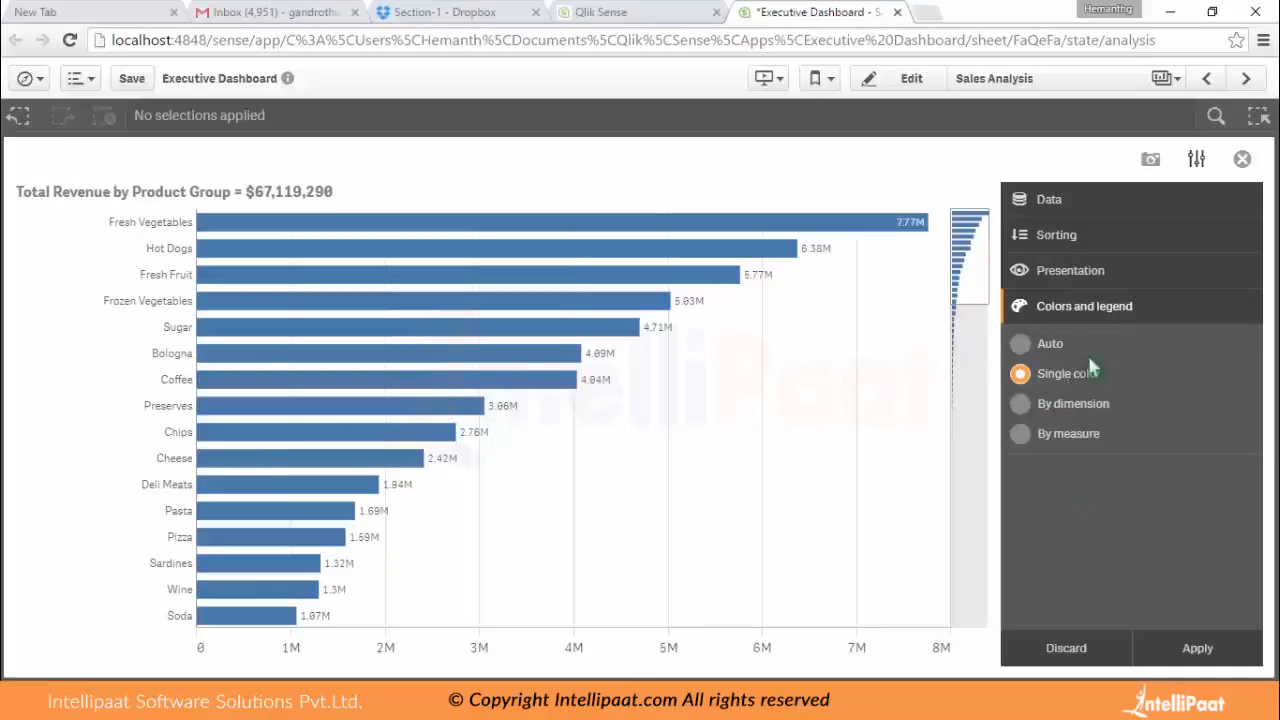 New Tab
Inbox (4,951) - gandrothu
Section-1 - Dropbox
Qlik Sense
*Executive Dashboard - S
Hemanthg
localhost:4848/sense/app/C%3A%5CUsers%5CHemanth%5CDocuments%5CQlik%5CSense%5CApps%5CExecutive%20Dashboard/sheet/FaQeFa/state/analysis
Save
Executive Dashboard
Edit
Sales Analysis
No selections applied
Total Revenue by Product Group = $67,119,290
Fresh Vegetables 7.77M
Hot Dogs 6.38M
Fresh Fruit 5.77M
Frozen Vegetables 5.03M
Sugar 4.71M
Bologna 4.09M
Coffee 4.04M
Preserves 3.06M
Chips 2.76M
Cheese 2.42M
Deli Meats 1.94M
Pasta 1.69M
Pizza 1.59M
Sardines 1.32M
Wine 1.3M
Soda 1.07M
0 1M 2M 3M 4M 5M 6M 7M 8M
Data
Sorting
Presentation
Colors and legend
Auto
Single color
By dimension
By measure
Discard
Apply
IntelliPaat
Intellipaat Software Solutions Pvt.Ltd.
© Copyright Intellipaat.com All rights reserved
IntelliPaat